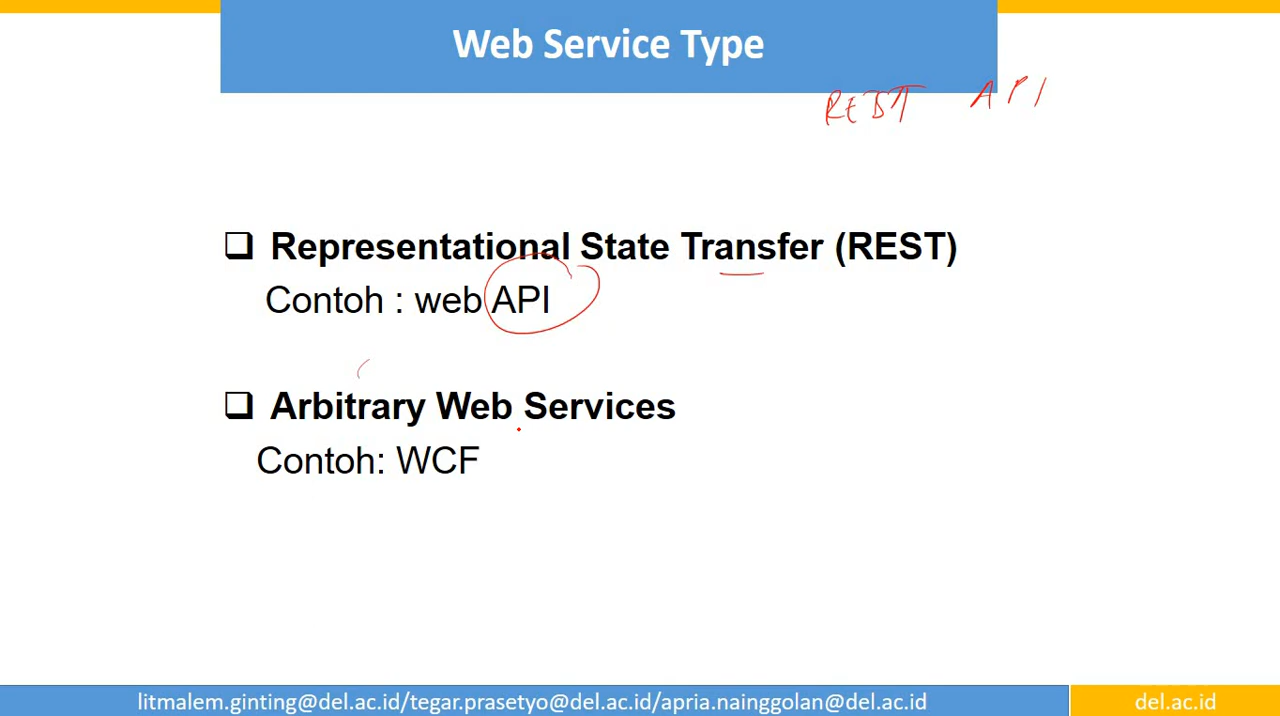 Web Service Type
REST API
❑ Representational State Transfer (REST)
Contoh : web API
❑ Arbitrary Web Services
Contoh: WCF
litmalem.ginting@del.ac.id/tegar.prasetyo@del.ac.id/apria.nainggolan@del.ac.id
del.ac.id